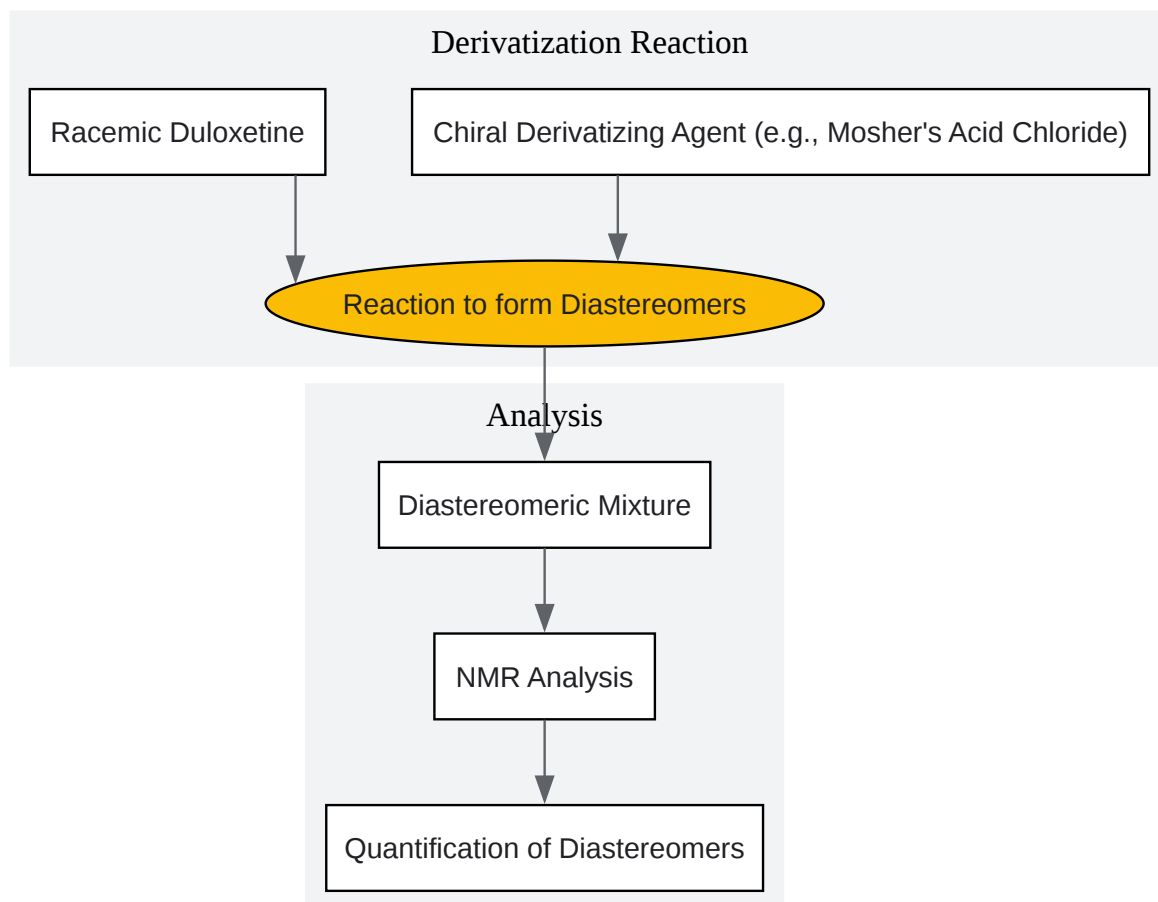 Derivatization Reaction
Racemic Duloxetine
Chiral Derivatizing Agent (e.g., Mosher's Acid Chloride)
Reaction to form Diastereomers
Analysis
Diastereomeric Mixture
NMR Analysis
Quantification of Diastereomers